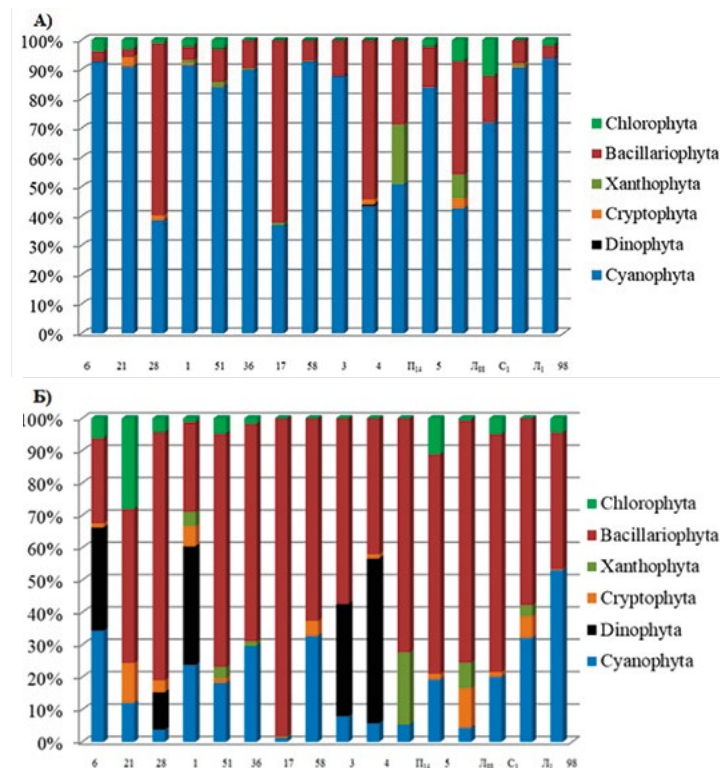 А)
100%
90%
80%
70%
60%
50%
40%
30%
20%
10%
0%
6 21 28 1 51 36 17 58 3 4 П₁₄ 5 Лᴵᴵᴵ С₁ Л₁ 98
Chlorophyta
Bacillariophyta
Xanthophyta
Cryptophyta
Dinophyta
Cyanophyta
Б)
100%
90%
80%
70%
60%
50%
40%
30%
20%
10%
0%
6 21 28 1 51 36 17 58 3 4 П₁₄ 5 Лᴵᴵᴵ С₁ Л₁ 98
Chlorophyta
Bacillariophyta
Xanthophyta
Cryptophyta
Dinophyta
Cyanophyta